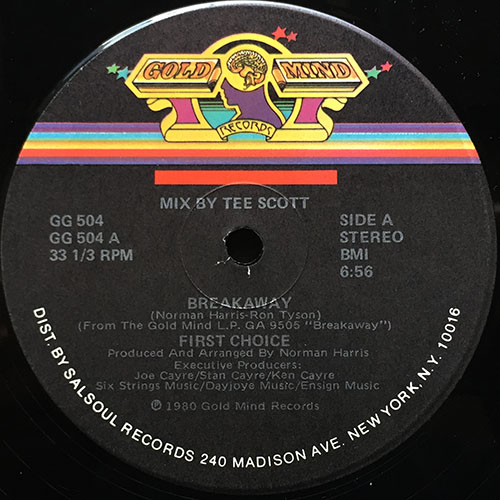 GOLD MIND
RECORDS
MIX BY TEE SCOTT
GG 504
GG 504 A
33 1/3 RPM
SIDE A
STEREO
BMI
6:56
BREAKAWAY
(Norman Harris-Ron Tyson)
(From The Gold Mind L.P. GA 9505 "Breakaway")
FIRST CHOICE
Produced And Arranged By Norman Harris
Executive Producers:
Joe Cayre/Stan Cayre/Ken Cayre
Six Strings Music/Dayjoye Music/Ensign Music
Ⓟ 1980 Gold Mind Records
DIST. BY SALSOUL RECORDS 240 MADISON AVE. NEW YORK, N.Y. 10016